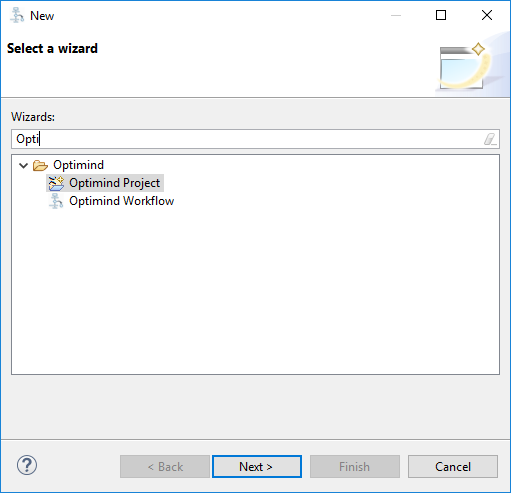 New
Select a wizard
Wizards:
Opti
Optimind
Optimind Project
Optimind Workflow
?
< Back
Next >
Finish
Cancel